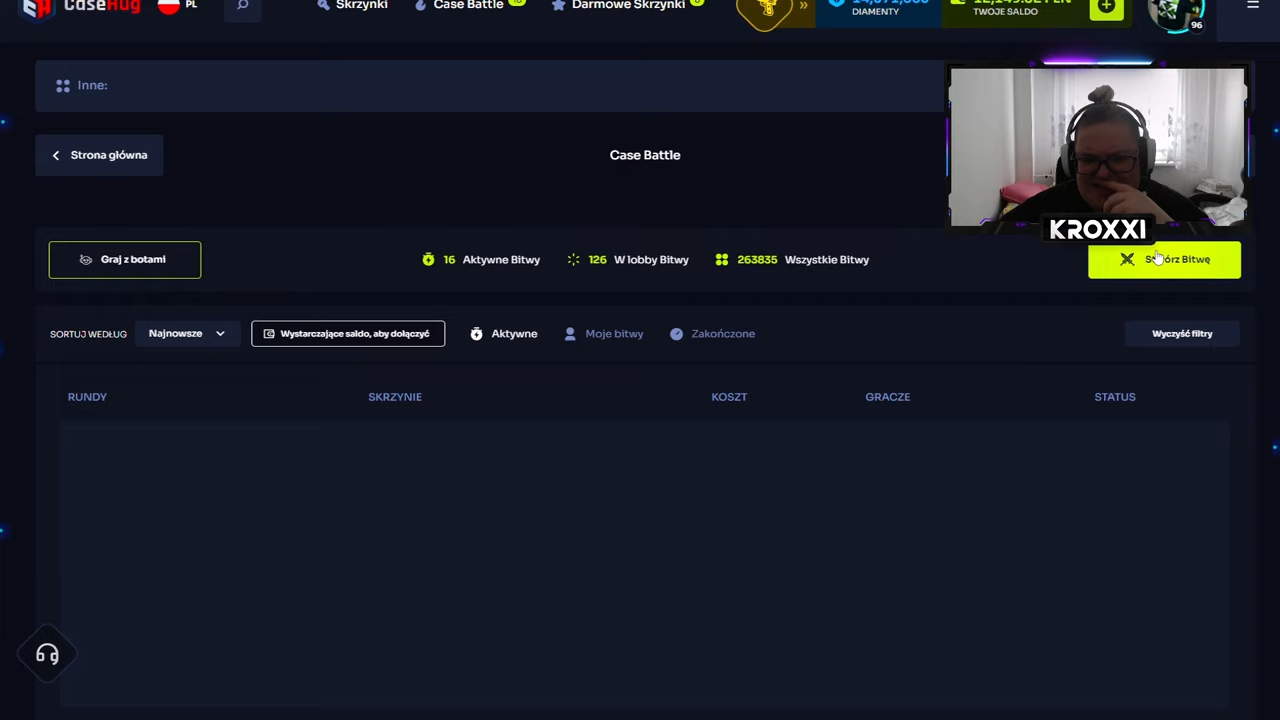 CaseHug PL Skrzynki Case Battle Darmowe Skrzynki
DIAMENTY TWOJE SALDO 96
Inne:
Strona główna Case Battle
KROXXI
Graj z botami 16 Aktywne Bitwy 126 W lobby Bitwy 263835 Wszystkie Bitwy Stwórz Bitwę
SORTUJ WEDŁUG Najnowsze Wystarczające saldo, aby dołączyć Aktywne Moje bitwy Zakończone Wyczyść filtry
RUNDY SKRZYNIE KOSZT GRACZE STATUS